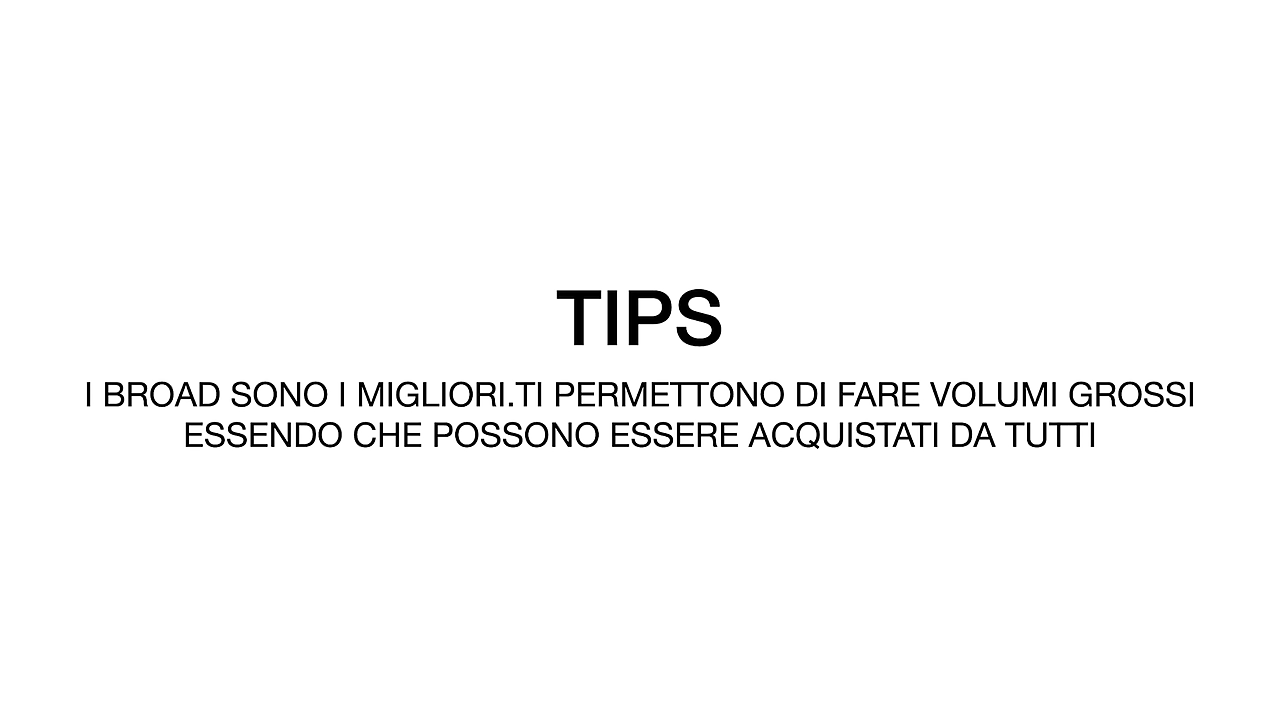 TIPS
I BROAD SONO I MIGLIORI.TI PERMETTONO DI FARE VOLUMI GROSSI
ESSENDO CHE POSSONO ESSERE ACQUISTATI DA TUTTI